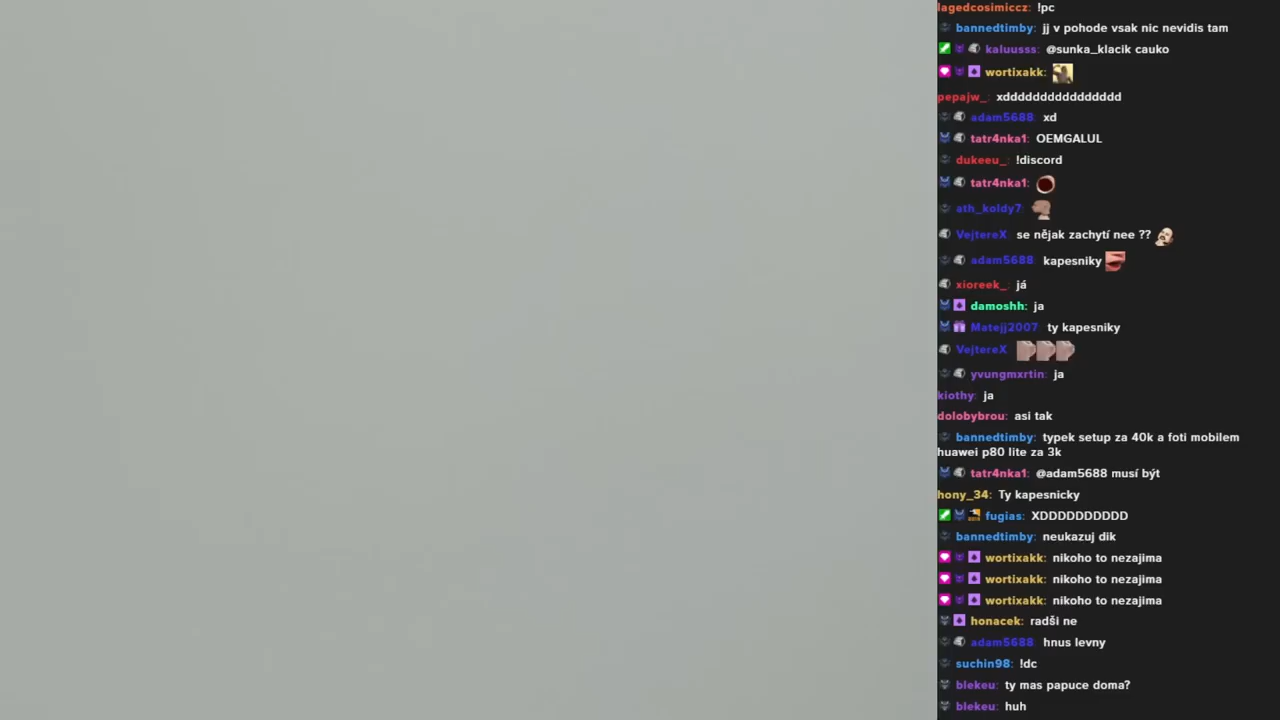 lagedcosimiccz: !pc
bannedtimby: jj v pohode vsak nic nevidis tam
kaluusss: @sunka_klacik cauko
wortixakk:
pepajw_: xdddddddddddddddd
adam5688 xd
tatr4nka1: OEMGALUL
dukeeu_: !discord
tatr4nka1:
ath_koldy7:
VejtereX se nějak zachytí nee ??
adam5688 kapesniky
xioreek_: já
damoshh: ja
Matejj2007 ty kapesniky
VejtereX
yvungmxrtin: ja
kiothy: ja
dolobybrou: asi tak
bannedtimby: typek setup za 40k a foti mobilem
huawei p80 lite za 3k
tatr4nka1: @adam5688 musí být
hony_34: Ty kapesnicky
fugias: XDDDDDDDDDD
bannedtimby: neukazuj dik
wortixakk: nikoho to nezajima
wortixakk: nikoho to nezajima
wortixakk: nikoho to nezajima
honacek: radši ne
adam5688 hnus levny
suchin98: !dc
blekeu: ty mas papuce doma?
blekeu: huh